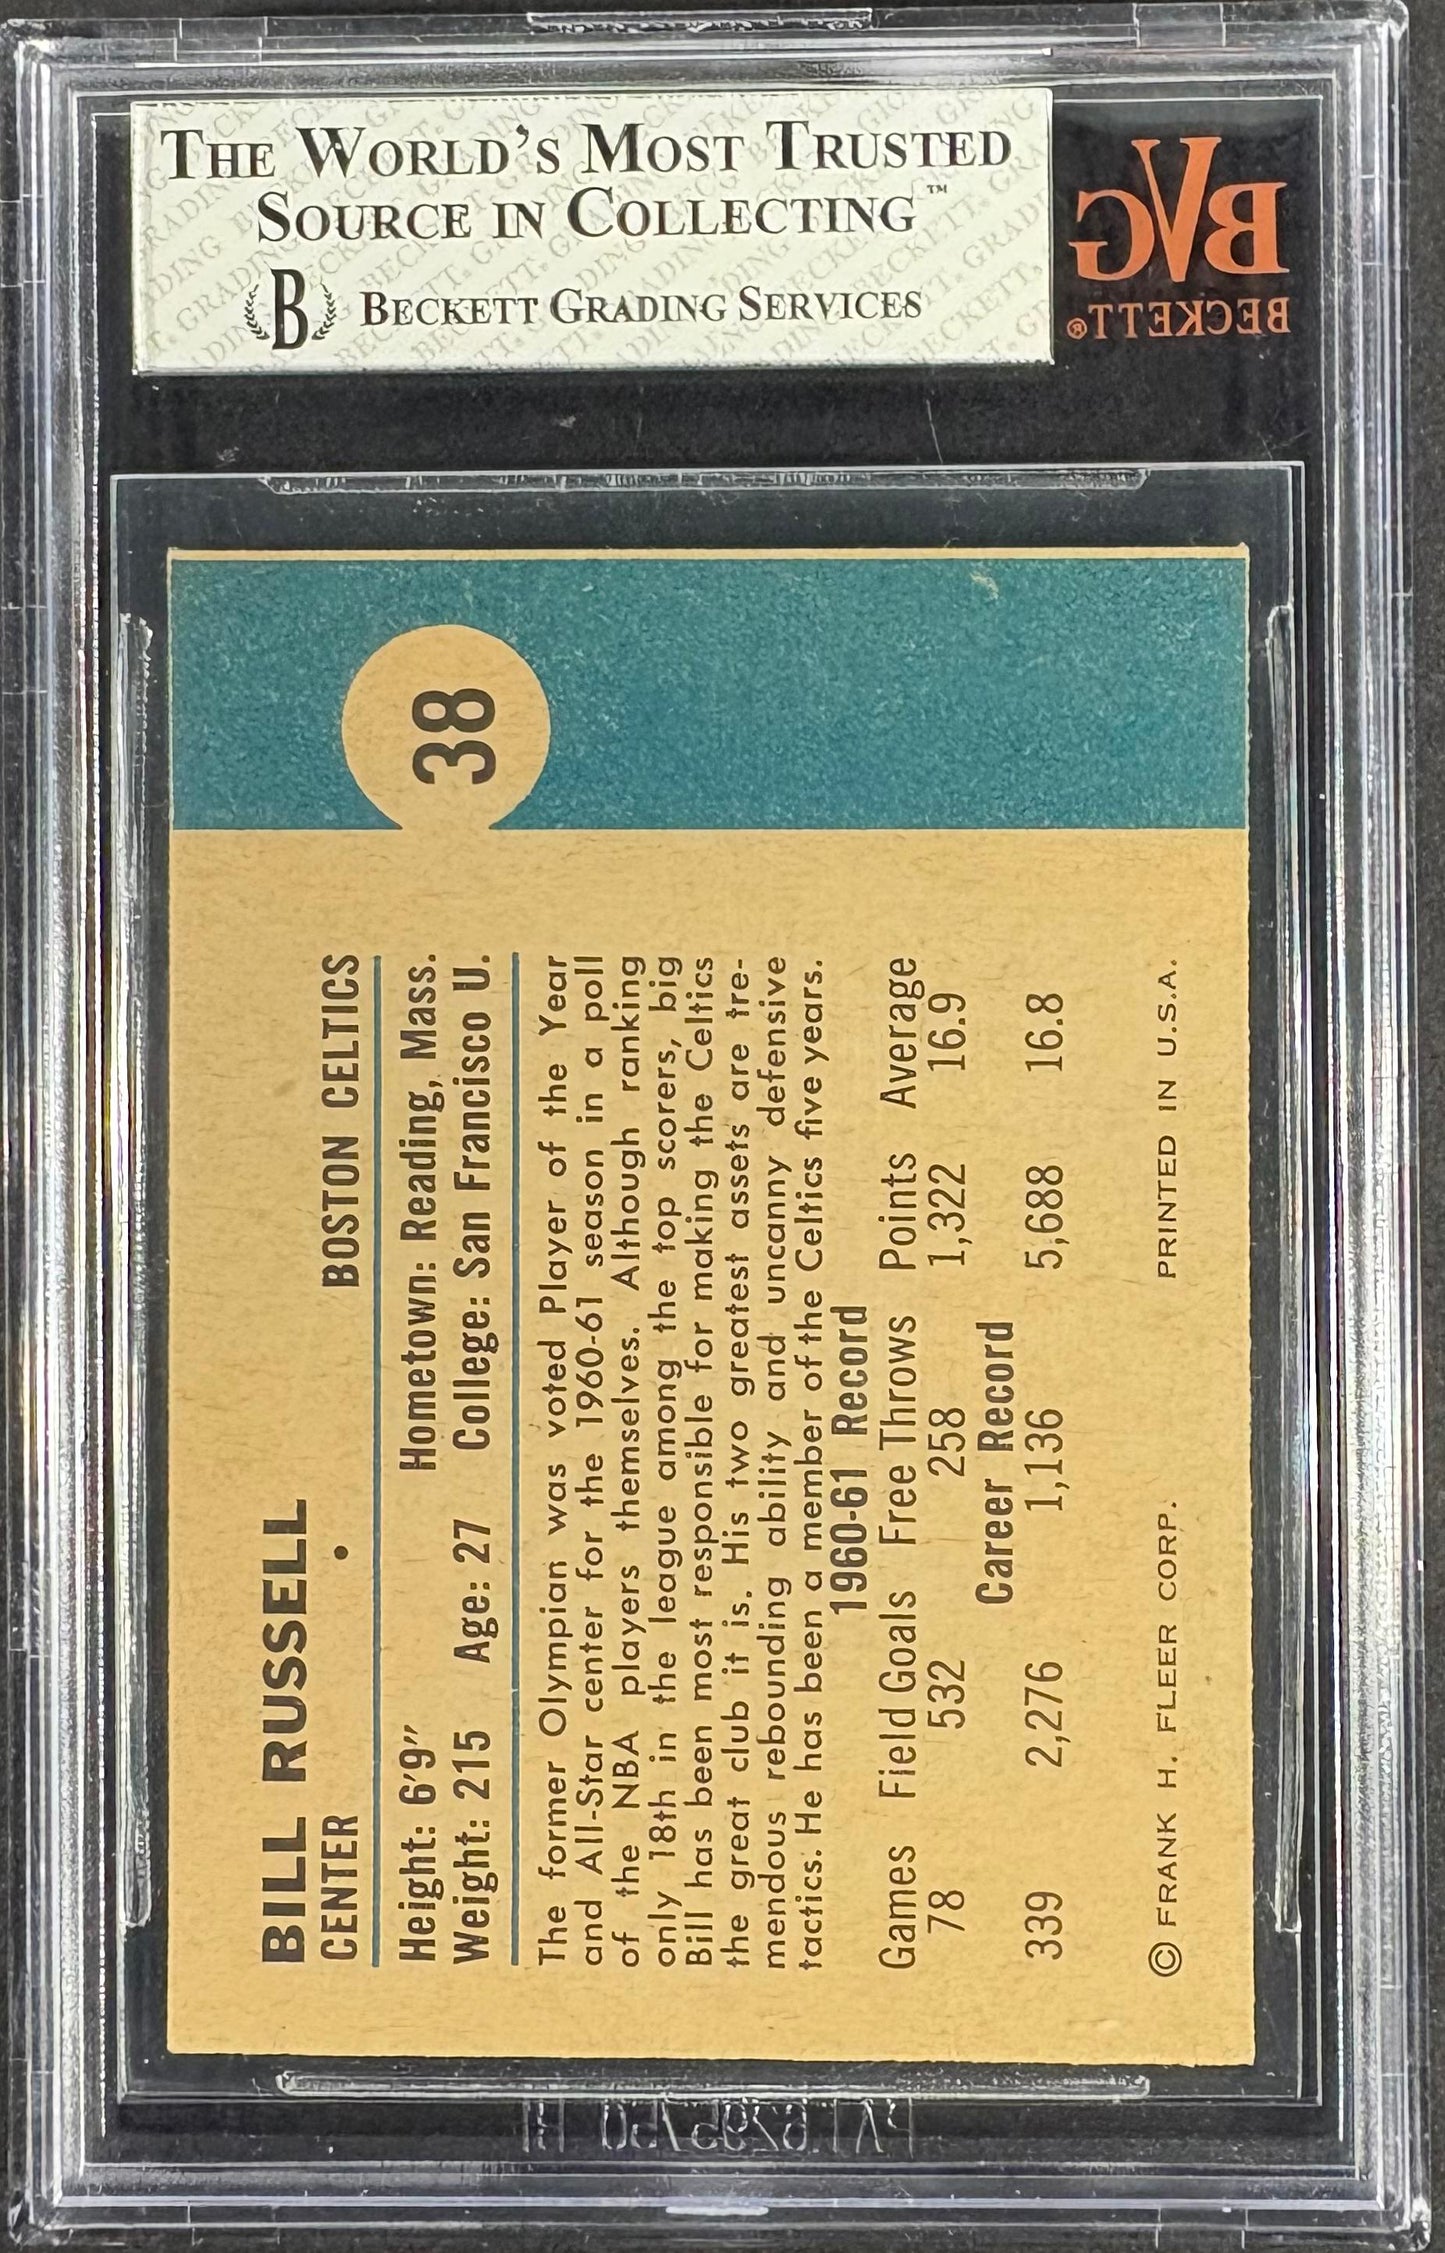 THE WORLD'S MOST TRUSTED
SOURCE IN COLLECTING™
B BECKETT GRADING SERVICES
BVG
BECKETT®
38
BILL RUSSELL
CENTER • BOSTON CELTICS
Height: 6'9" Hometown: Reading, Mass.
Weight: 215 Age: 27 College: San Francisco U.
The former Olympian was voted Player of the Year
and All-Star center for the 1960-61 season in a poll
of the NBA players themselves. Although ranking
only 18th in the league among the top scorers, big
Bill has been most responsible for making the Celtics
the great club it is. His two greatest assets are tre-
mendous rebounding ability and uncanny defensive
tactics. He has been a member of the Celtics five years.
1960-61 Record
Games Field Goals Free Throws Points Average
78 532 258 1,322 16.9
Career Record
339 2,276 1,136 5,688 16.8
© FRANK H. FLEER CORP. PRINTED IN U.S.A.